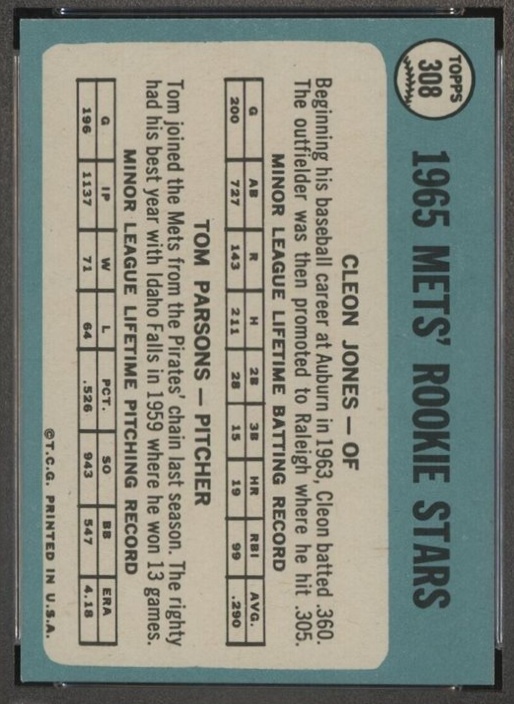 TOPPS
308
1965 METS' ROOKIE STARS
CLEON JONES — OF
Beginning his baseball career at Auburn in 1963, Cleon batted .360.
The outfielder was then promoted to Raleigh where he hit .305.
MINOR LEAGUE LIFETIME BATTING RECORD
G AB R H 2B 3B HR RBI AVG.
200 727 143 211 28 15 19 99 .290
TOM PARSONS — PITCHER
Tom joined the Mets from the Pirates' chain last season. The righty
had his best year with Idaho Falls in 1959 where he won 13 games.
MINOR LEAGUE LIFETIME PITCHING RECORD
G IP W L PCT. SO BB ERA
196 1137 71 64 .526 943 547 4.18
©T.C.G. PRINTED IN U.S.A.